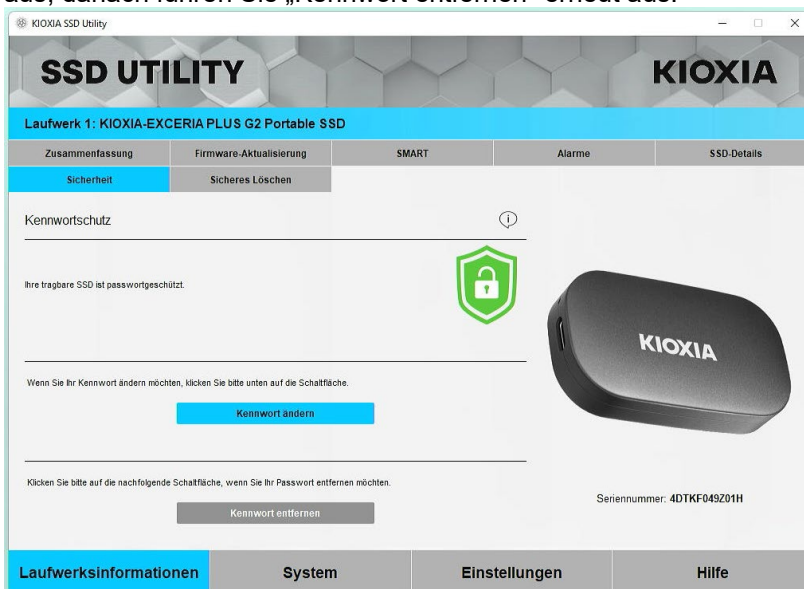 aus, danach führen Sie „Kennwort entfernen“ erneut aus.
KIOXIA SSD Utility
SSD UTILITY
KIOXIA
Laufwerk 1: KIOXIA-EXCERIA PLUS G2 Portable SSD
Zusammenfassung Firmware-Aktualisierung SMART Alarme SSD-Details
Sicherheit Sicheres Löschen
Kennwortschutz
Ihre tragbare SSD ist passwortgeschützt.
KIOXIA
Wenn Sie Ihr Kennwort ändern möchten, klicken Sie bitte unten auf die Schaltfläche.
Kennwort ändern
Klicken Sie bitte auf die nachfolgende Schaltfläche, wenn Sie Ihr Passwort entfernen möchten.
Kennwort entfernen
Seriennummer: 4DTKF049Z01H
Laufwerksinformationen System Einstellungen Hilfe